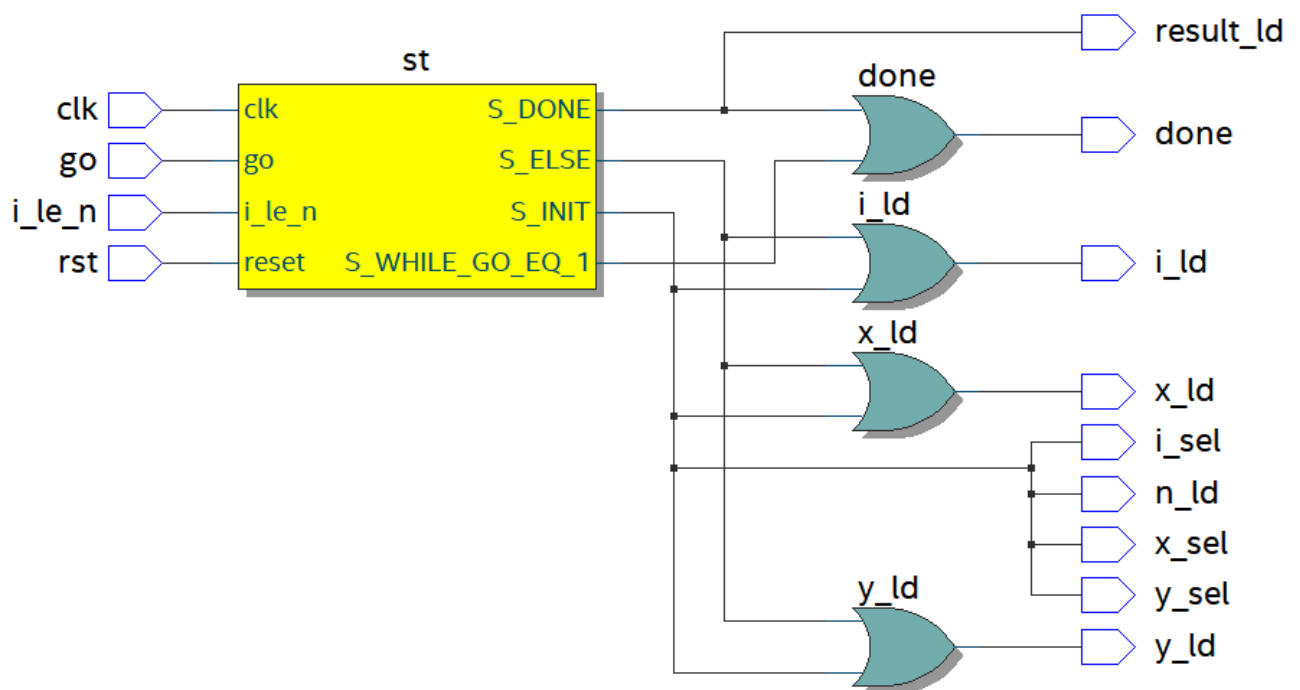 st
clk
go
i_le_n
rst
clk
go
i_le_n
reset
S_DONE
S_ELSE
S_INIT
S_WHILE_GO_EQ_1
done
i_ld
x_ld
y_ld
result_ld
done
i_ld
x_ld
i_sel
n_ld
x_sel
y_sel
y_ld